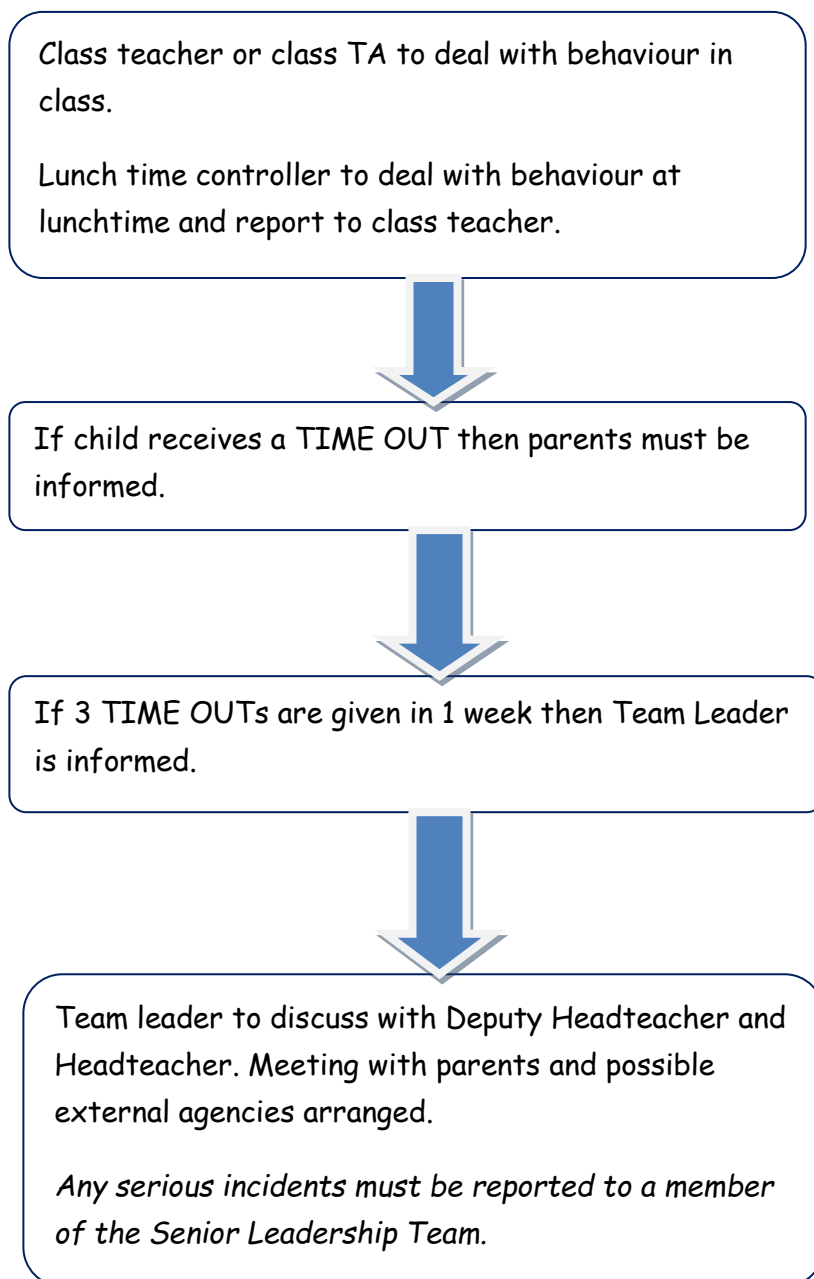 Class teacher or class TA to deal with behaviour in
class.
Lunch time controller to deal with behaviour at
lunchtime and report to class teacher.
If child receives a TIME OUT then parents must be
informed.
If 3 TIME OUTs are given in 1 week then Team Leader
is informed.
Team leader to discuss with Deputy Headteacher and
Headteacher. Meeting with parents and possible
external agencies arranged.
Any serious incidents must be reported to a member
of the Senior Leadership Team.